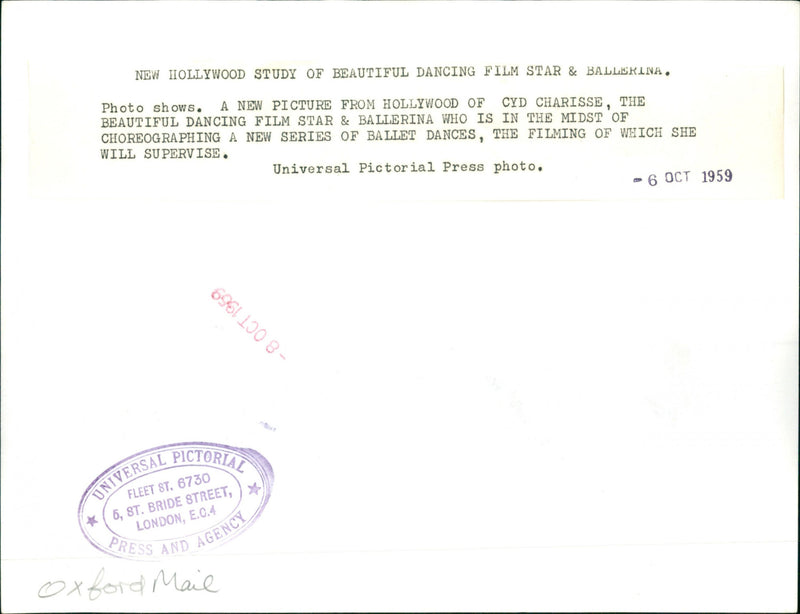 NEW HOLLYWOOD STUDY OF BEAUTIFUL DANCING FILM STAR & BALLERINA.
Photo shows. A NEW PICTURE FROM HOLLYWOOD OF CYD CHARISSE, THE
BEAUTIFUL DANCING FILM STAR & BALLERINA WHO IS IN THE MIDST OF
CHOREOGRAPHING A NEW SERIES OF BALLET DANCES, THE FILMING OF WHICH SHE
WILL SUPERVISE.
Universal Pictorial Press photo.
- 6 OCT 1959
- 8 OCT 1959
UNIVERSAL PICTORIAL
FLEET ST. 6730
5, ST. BRIDE STREET,
LONDON, E.C.4
PRESS AND AGENCY
Oxford Mail